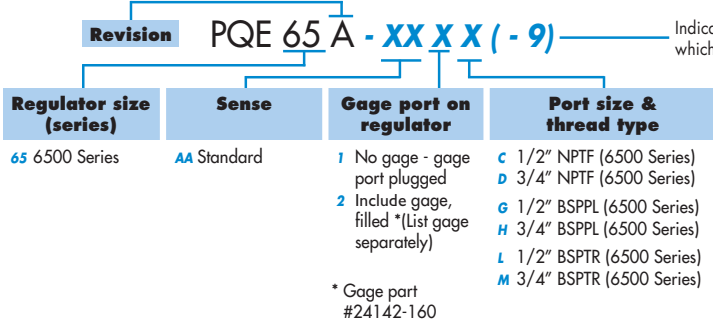 Revision PQE 65 A - XX X X ( - 9)
which
Regulator size
(series)
65 6500 Series
Sense
AA Standard
Gage port on
regulator
1 No gage - gage
port plugged
2 Include gage,
filled *(List gage
separately)
* Gage part
#24142-160
Port size &
thread type
C 1/2" NPTF (6500 Series)
D 3/4" NPTF (6500 Series)
G 1/2" BSPPL (6500 Series)
H 3/4" BSPPL (6500 Series)
L 1/2" BSPTR (6500 Series)
M 3/4" BSPTR (6500 Series)